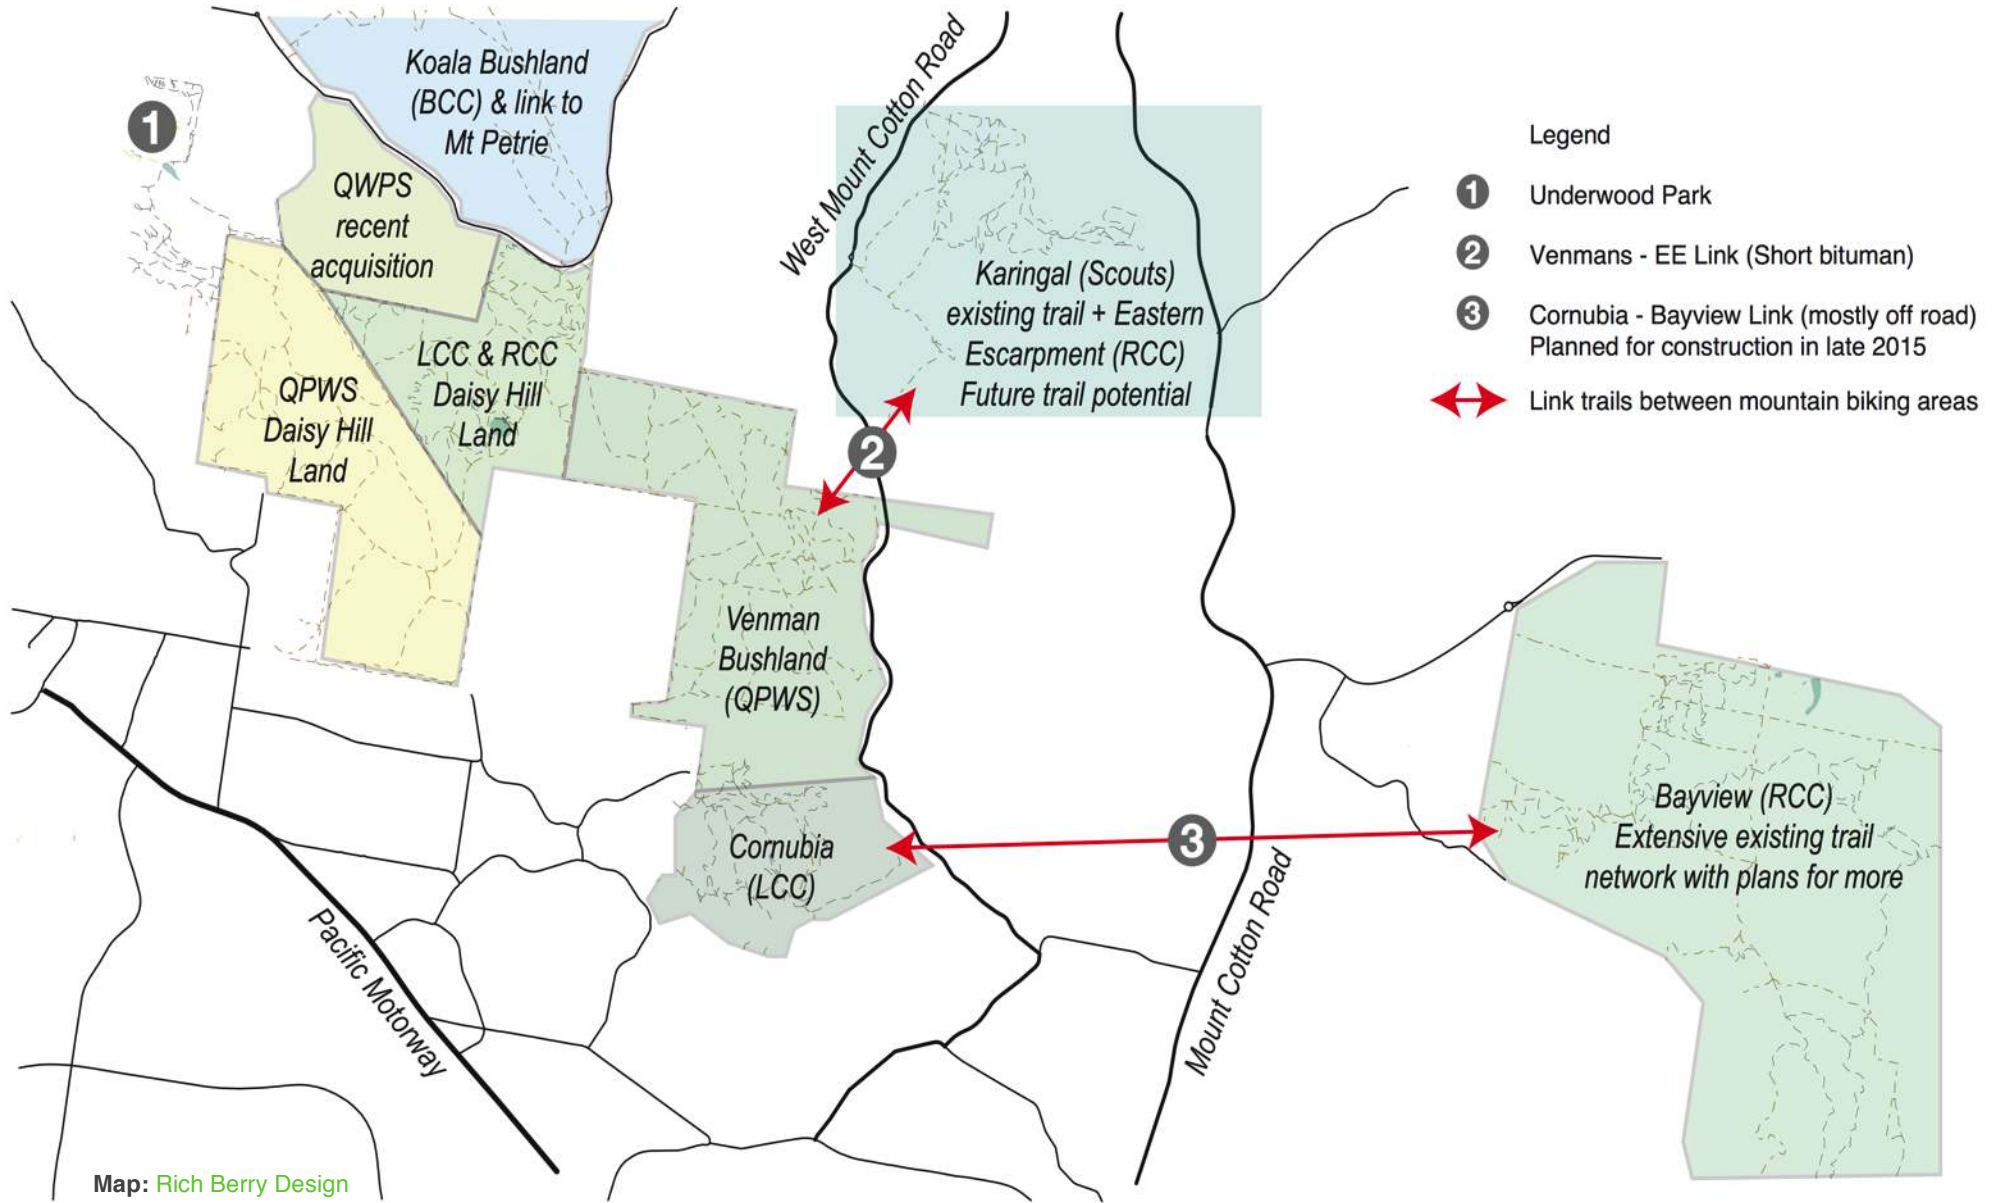 Koala Bushland
(BCC) & link to
Mt Petrie
1
QWPS
recent
acquisition
LCC & RCC
Daisy Hill
Land
QPWS
Daisy Hill
Land
West Mount Cotton Road
Karingal (Scouts)
existing trail + Eastern
Escarpment (RCC)
Future trail potential
2
Venman
Bushland
(QPWS)
Cornubia
(LCC)
3
Bayview (RCC)
Extensive existing trail
network with plans for more
Mount Cotton Road
Pacific Motorway
Legend
1 Underwood Park
2 Venmans - EE Link (Short bituman)
3 Cornubia - Bayview Link (mostly off road)
Planned for construction in late 2015
Link trails between mountain biking areas
Map: Rich Berry Design